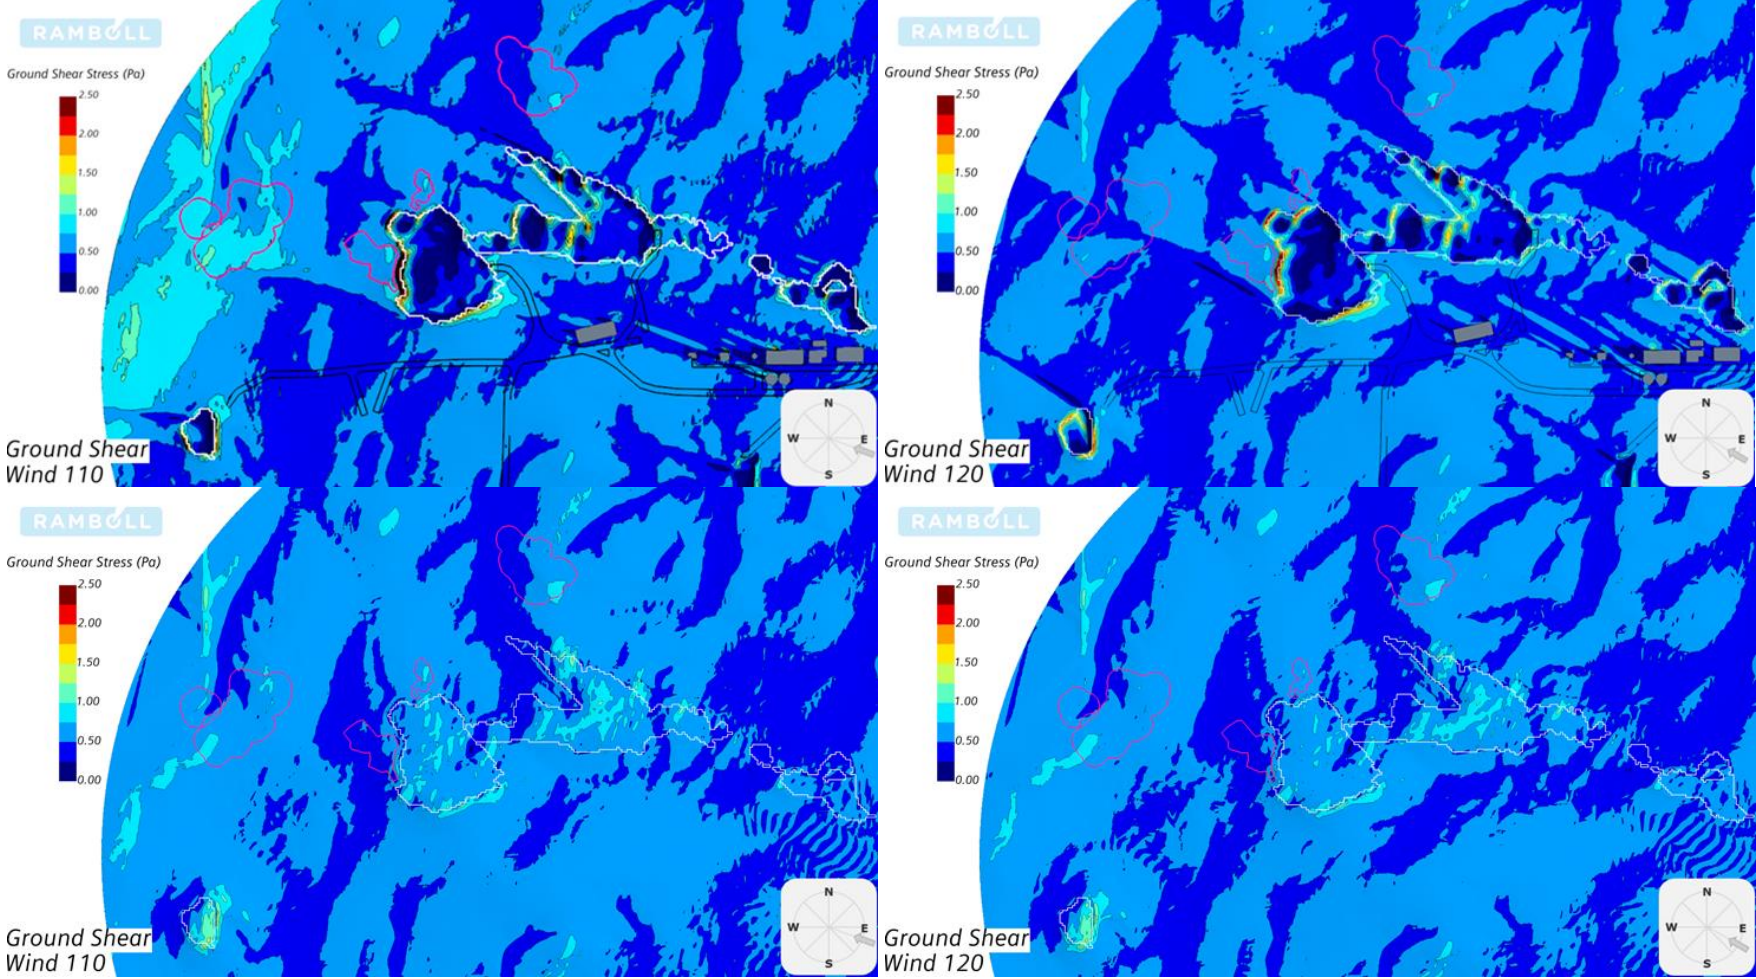 RAMBOLL
Ground Shear Stress (Pa)
2.50
2.00
1.50
1.00
0.50
0.00
N
W E
S
Ground Shear
Wind 110
RAMBOLL
Ground Shear Stress (Pa)
2.50
2.00
1.50
1.00
0.50
0.00
N
W E
S
Ground Shear
Wind 120
RAMBOLL
Ground Shear Stress (Pa)
2.50
2.00
1.50
1.00
0.50
0.00
N
W E
S
Ground Shear
Wind 110
RAMBOLL
Ground Shear Stress (Pa)
2.50
2.00
1.50
1.00
0.50
0.00
N
W E
S
Ground Shear
Wind 120